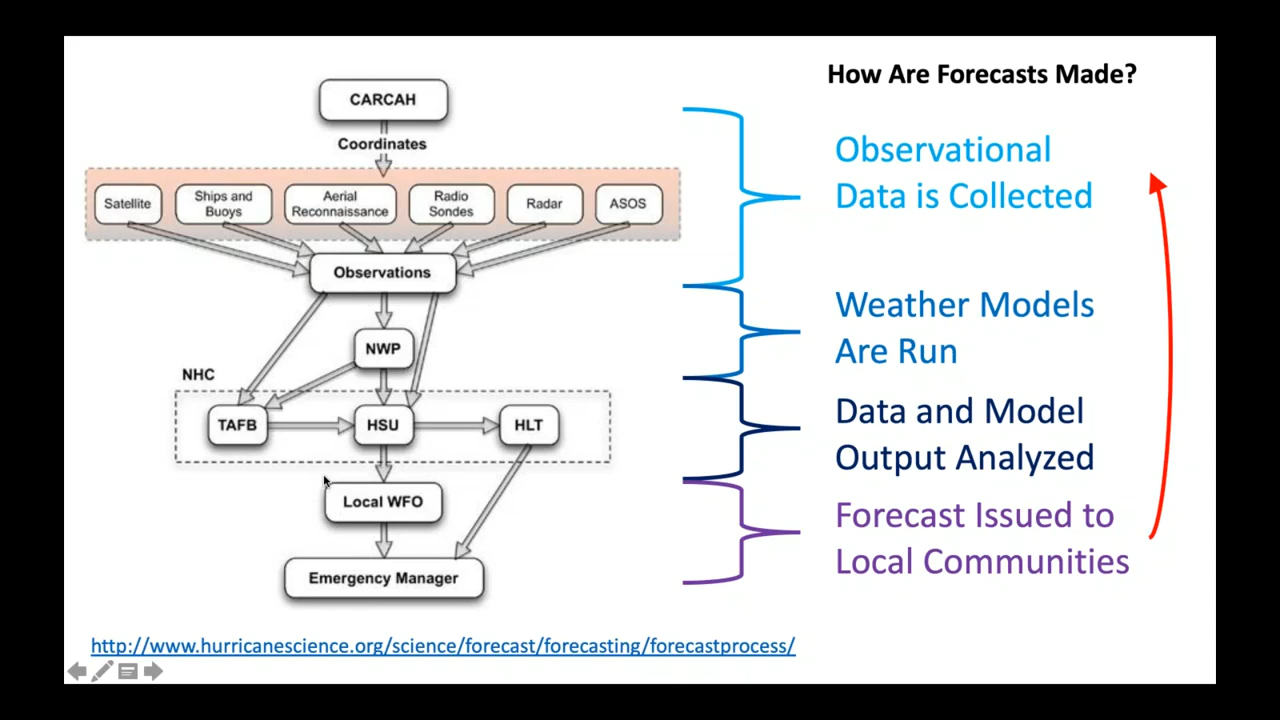 How Are Forecasts Made?
CARCAH
Coordinates
Satellite
Ships and
Buoys
Aerial
Reconnaissance
Radio
Sondes
Radar
ASOS
Observations
NWP
NHC
TAFB
HSU
HLT
Local WFO
Emergency Manager
Observational
Data is Collected
Weather Models
Are Run
Data and Model
Output Analyzed
Forecast Issued to
Local Communities
http://www.hurricanescience.org/science/forecast/forecasting/forecastprocess/